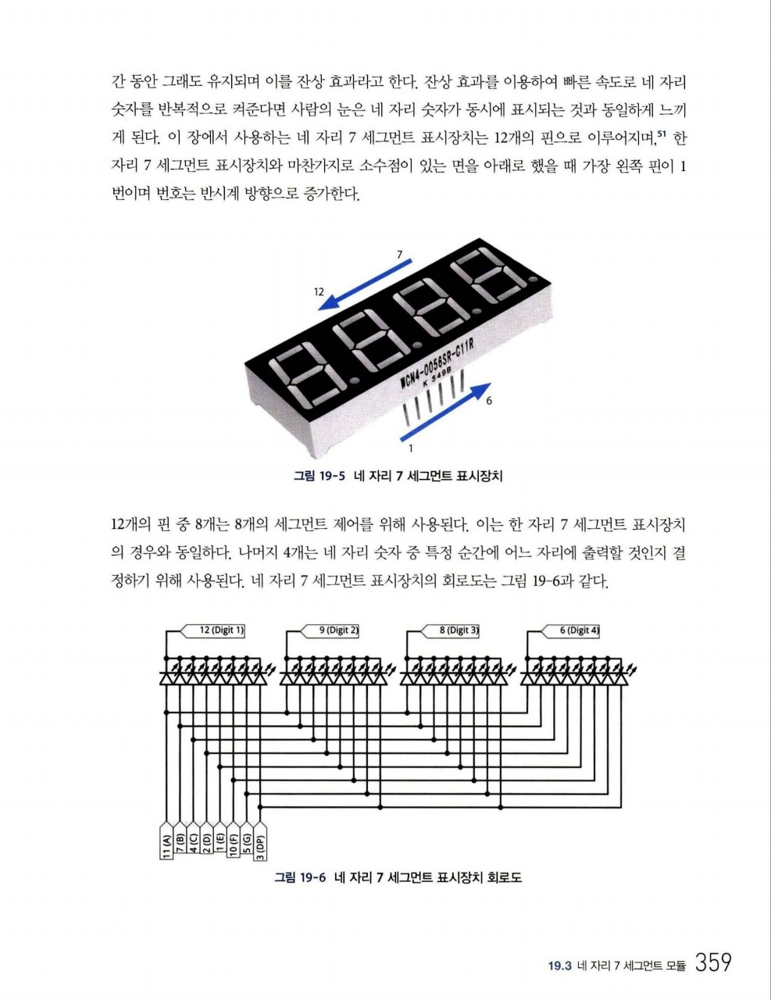 간 동안 그래도 유지되며 이를 잔상 효과라고 한다. 잔상 효과를 이용하여 빠른 속도로 네 자리
숫자를 반복적으로 켜준다면 사람의 눈은 네 자리 숫자가 동시에 표시되는 것과 동일하게 느끼
게 된다. 이 장에서 사용하는 네 자리 7 세그먼트 표시장치는 12개의 핀으로 이루어지며,51 한
자리 7 세그먼트 표시장치와 마찬가지로 소수점이 있는 면을 아래로 했을 때 가장 왼쪽 핀이 1
번이며 번호는 반시계 방향으로 증가한다.
7
12
WCN4-0056SR-C11R
K 549B
6
1
그림 19-5 네 자리 7 세그먼트 표시장치
12개의 핀 중 8개는 8개의 세그먼트 제어를 위해 사용된다. 이는 한 자리 7 세그먼트 표시장치
의 경우와 동일하다. 나머지 4개는 네 자리 숫자 중 특정 순간에 어느 자리에 출력할 것인지 결
정하기 위해 사용된다. 네 자리 7 세그먼트 표시장치의 회로도는 그림 19-6과 같다.
12 (Digit 1) 9 (Digit 2) 8 (Digit 3) 6 (Digit 4)
11 (A)
7 (B)
4 (C)
2 (D)
1 (E)
10 (F)
5 (G)
3 (DP)
그림 19-6 네 자리 7 세그먼트 표시장치 회로도
19.3 네 자리 7 세그먼트 모듈 359